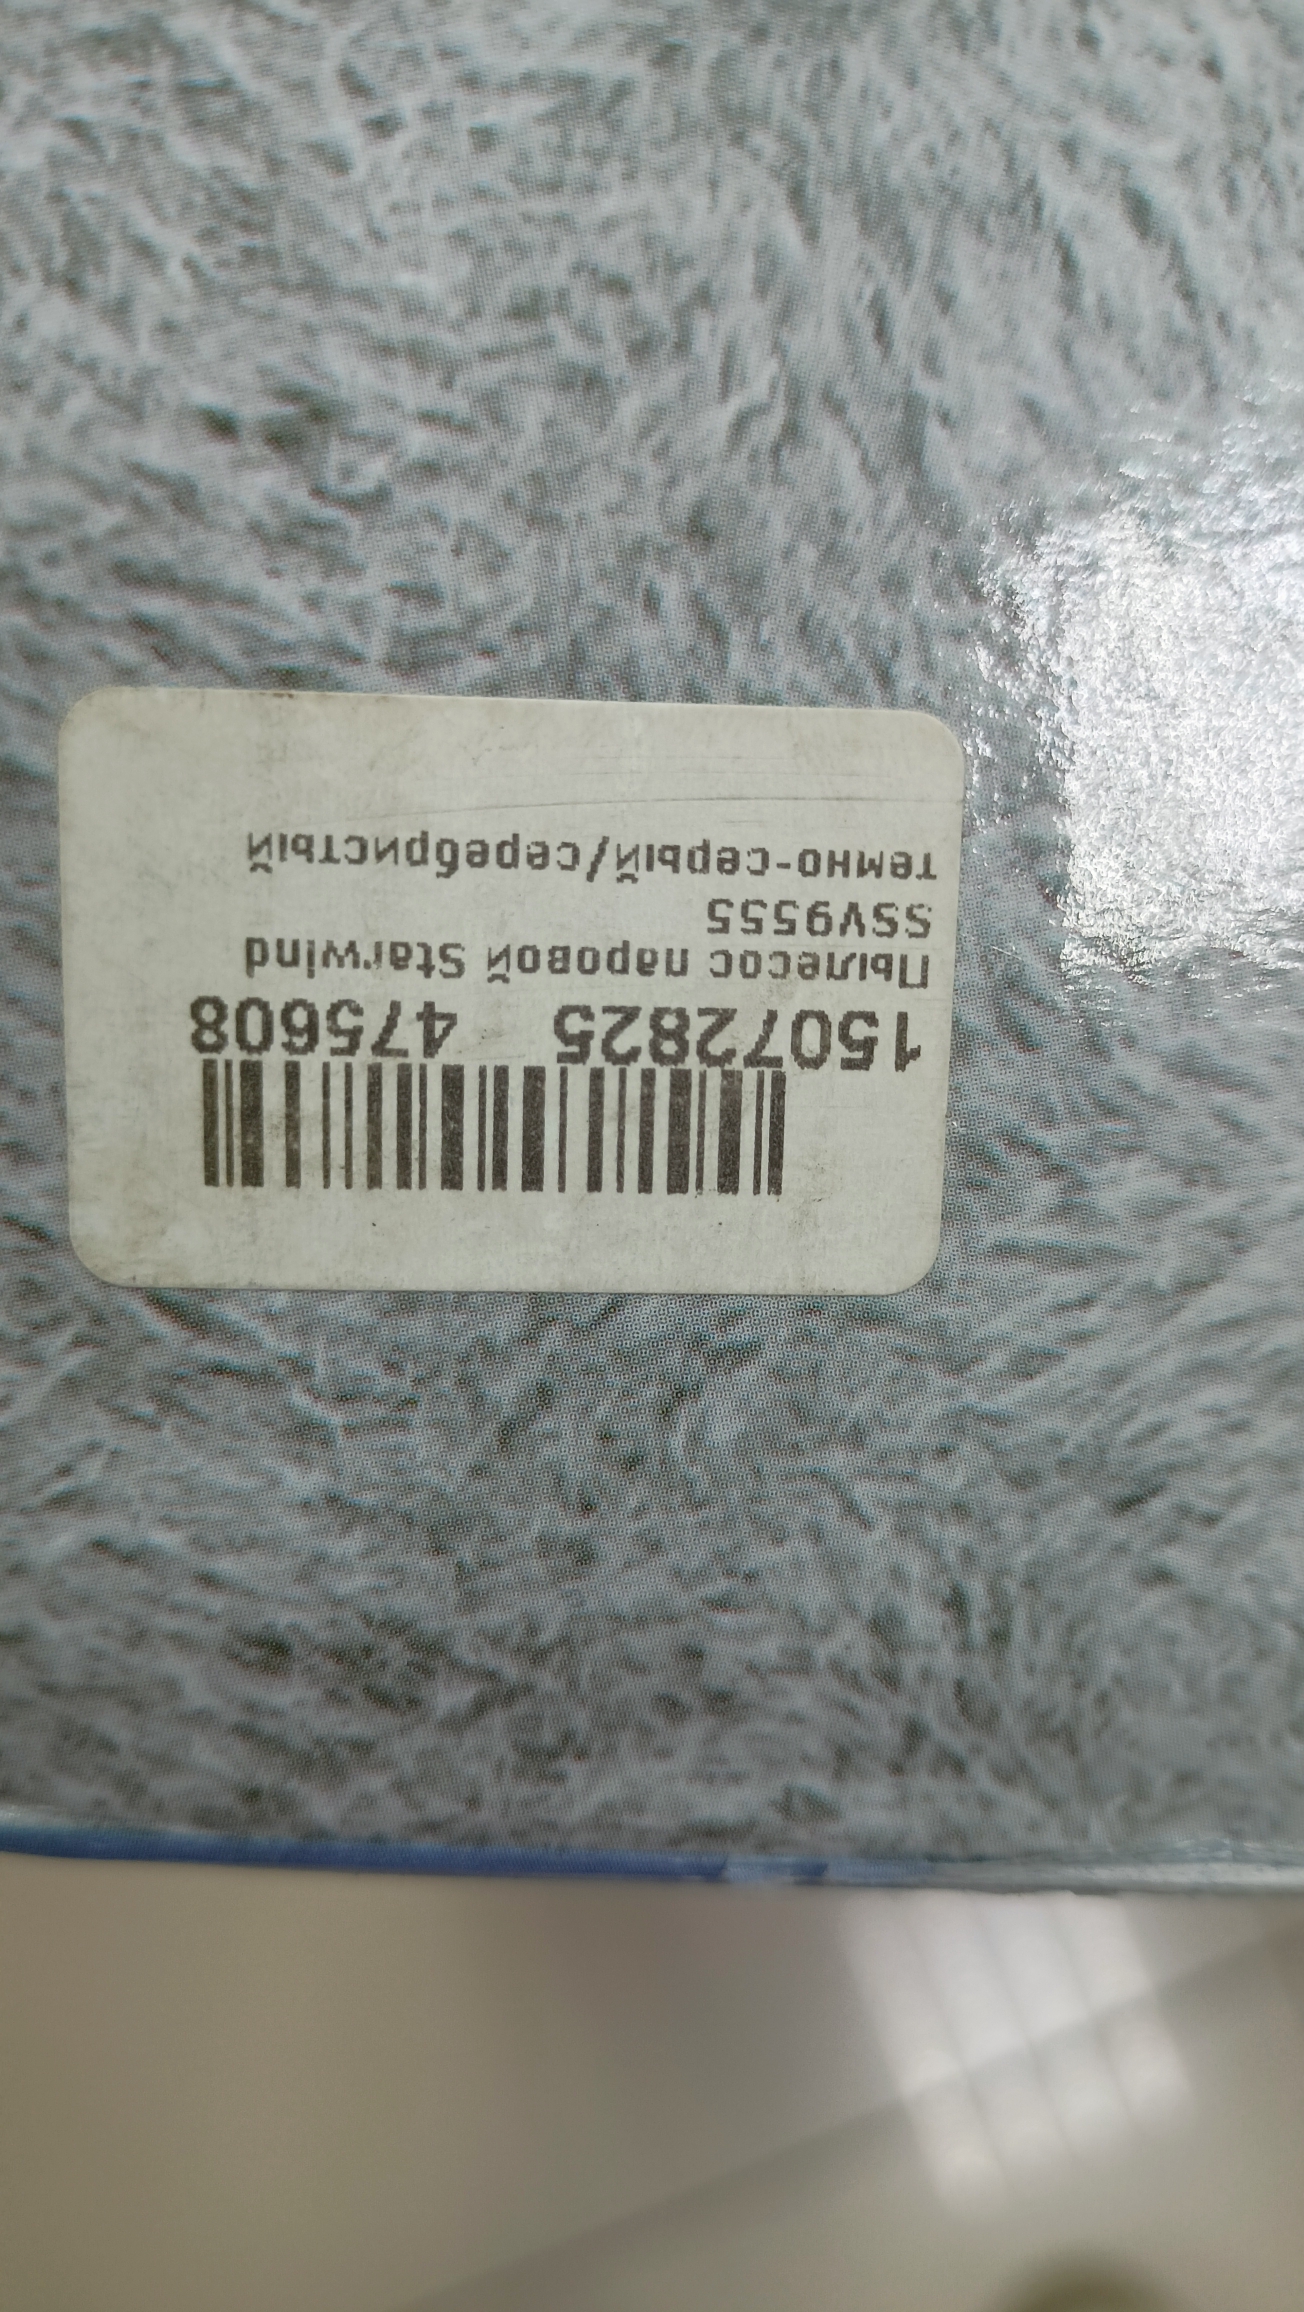 15072825 475608
Пылесос паровой Starwind
SSV9555
темно-серый/серебристый